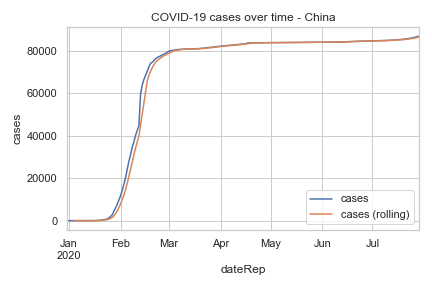 COVID-19 cases over time - China
cases
80000
60000
40000
20000
0
cases
cases (rolling)
Jan Feb Mar Apr May Jun Jul
2020
dateRep